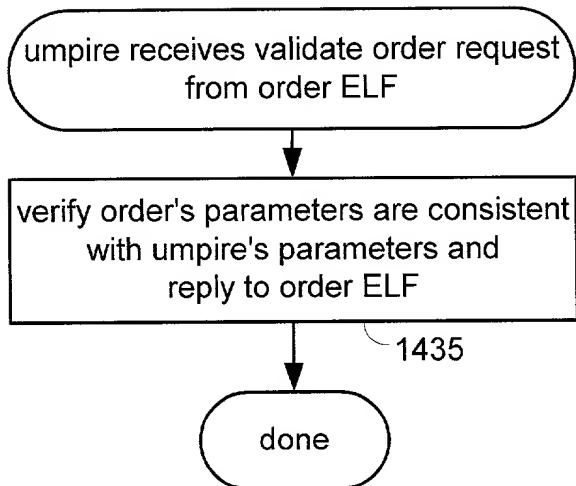 umpire receives validate order request
from order ELF
verify order's parameters are consistent
with umpire's parameters and
reply to order ELF
1435
done